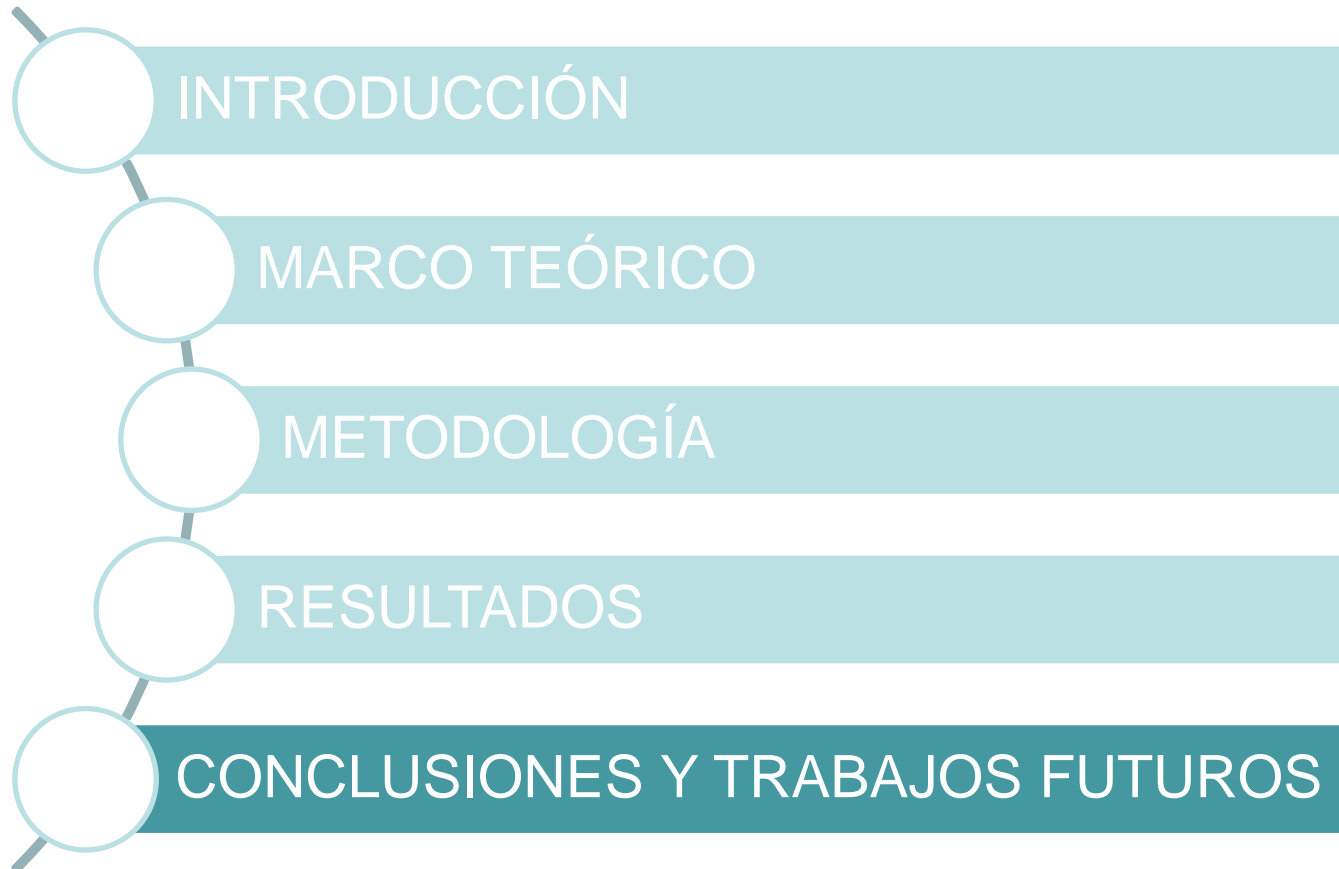 INTRODUCCIÓN
MARCO TEÓRICO
METODOLOGÍA
RESULTADOS
CONCLUSIONES Y TRABAJOS FUTUROS